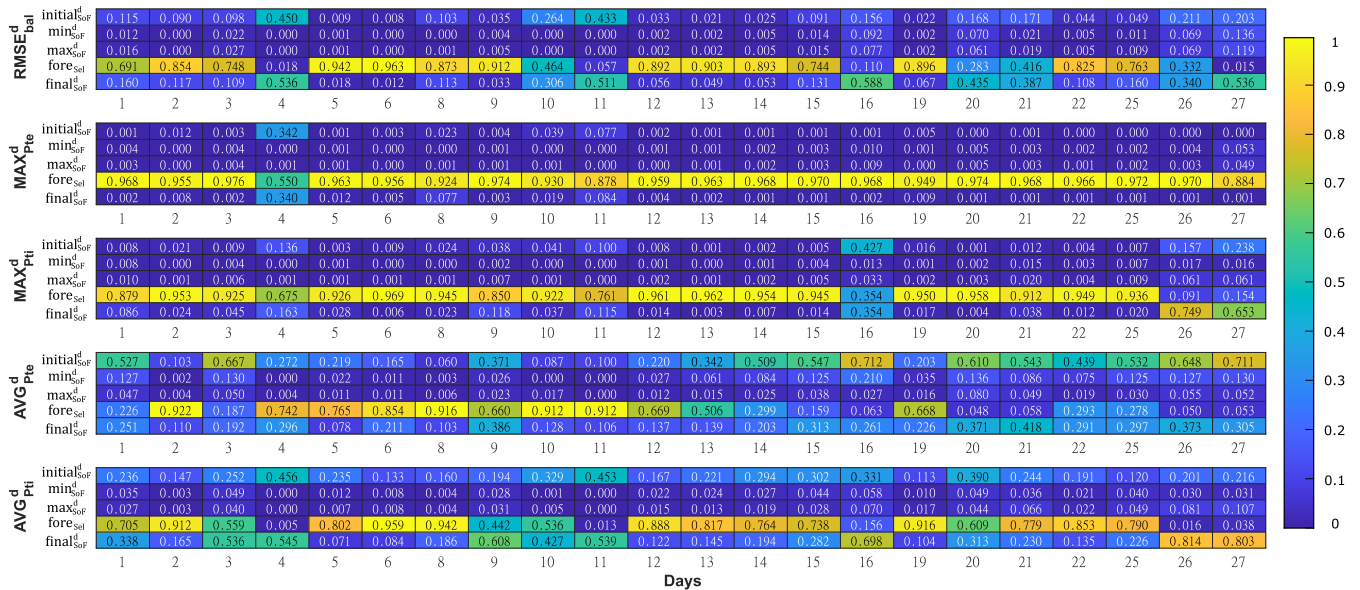 RMSE^d_bal
initial^d_SoF 0.115 0.090 0.098 0.450 0.009 0.008 0.103 0.035 0.264 0.433 0.033 0.021 0.025 0.091 0.156 0.022 0.168 0.171 0.044 0.049 0.211 0.203
min^d_SoF 0.012 0.000 0.022 0.000 0.000 0.000 0.000 0.004 0.000 0.000 0.002 0.002 0.005 0.014 0.092 0.002 0.070 0.021 0.005 0.011 0.069 0.136
max^d_SoF 0.016 0.000 0.027 0.000 0.001 0.000 0.000 0.002 0.000 0.000 0.002 0.002 0.005 0.015 0.077 0.002 0.061 0.019 0.005 0.009 0.069 0.119
fore_Sel 0.691 0.854 0.748 0.018 0.942 0.963 0.873 0.912 0.464 0.057 0.892 0.903 0.893 0.744 0.110 0.896 0.283 0.416 0.825 0.763 0.332 0.015
final^d_SoF 0.160 0.117 0.109 0.536 0.018 0.012 0.113 0.033 0.306 0.511 0.056 0.049 0.053 0.131 0.588 0.067 0.435 0.387 0.108 0.160 0.340 0.536
1 2 3 4 5 6 8 9 10 11 12 13 14 15 16 19 20 21 22 25 26 27
MAX^d_Pte
initial^d_SoF 0.001 0.012 0.003 0.342 0.001 0.003 0.023 0.004 0.039 0.077 0.002 0.001 0.001 0.001 0.001 0.005 0.000 0.000 0.000 0.000 0.000 0.000
min^d_SoF 0.004 0.000 0.004 0.000 0.001 0.000 0.000 0.001 0.000 0.000 0.001 0.001 0.002 0.003 0.010 0.001 0.005 0.003 0.002 0.002 0.004 0.053
max^d_SoF 0.003 0.000 0.004 0.001 0.001 0.000 0.001 0.001 0.001 0.000 0.001 0.001 0.002 0.003 0.009 0.000 0.005 0.003 0.001 0.002 0.003 0.049
fore_Sel 0.968 0.955 0.976 0.550 0.963 0.956 0.924 0.974 0.930 0.878 0.959 0.963 0.968 0.970 0.968 0.949 0.974 0.968 0.966 0.972 0.970 0.884
final^d_SoF 0.002 0.008 0.002 0.340 0.012 0.005 0.077 0.003 0.019 0.084 0.004 0.002 0.001 0.001 0.002 0.009 0.001 0.001 0.001 0.001 0.001 0.001
1 2 3 4 5 6 8 9 10 11 12 13 14 15 16 19 20 21 22 25 26 27
MAX^d_Pti
initial^d_SoF 0.008 0.021 0.009 0.136 0.003 0.009 0.024 0.038 0.041 0.100 0.008 0.001 0.002 0.005 0.427 0.016 0.001 0.012 0.004 0.007 0.157 0.238
min^d_SoF 0.008 0.000 0.004 0.000 0.001 0.000 0.000 0.002 0.000 0.000 0.001 0.000 0.001 0.004 0.013 0.001 0.002 0.015 0.003 0.007 0.017 0.016
max^d_SoF 0.010 0.001 0.006 0.001 0.001 0.001 0.001 0.007 0.001 0.000 0.001 0.001 0.002 0.005 0.033 0.002 0.003 0.020 0.004 0.009 0.061 0.061
fore_Sel 0.879 0.953 0.925 0.675 0.926 0.969 0.945 0.850 0.922 0.761 0.961 0.962 0.954 0.945 0.354 0.950 0.958 0.912 0.949 0.936 0.091 0.154
final^d_SoF 0.086 0.024 0.045 0.163 0.028 0.005 0.009 0.118 0.037 0.115 0.014 0.003 0.007 0.014 0.354 0.017 0.004 0.038 0.012 0.020 0.749 0.653
1 2 3 4 5 6 8 9 10 11 12 13 14 15 16 19 20 21 22 25 26 27
AVG^d_Pte
initial^d_SoF 0.527 0.103 0.667 0.272 0.219 0.165 0.060 0.371 0.087 0.100 0.220 0.342 0.509 0.547 0.712 0.203 0.610 0.543 0.439 0.532 0.648 0.711
min^d_SoF 0.127 0.002 0.130 0.000 0.022 0.011 0.003 0.026 0.000 0.000 0.027 0.061 0.084 0.125 0.210 0.035 0.136 0.086 0.075 0.125 0.127 0.130
max^d_SoF 0.047 0.004 0.050 0.004 0.011 0.011 0.006 0.023 0.017 0.000 0.012 0.015 0.025 0.038 0.027 0.016 0.080 0.049 0.019 0.030 0.055 0.052
fore_Sel 0.226 0.922 0.187 0.742 0.765 0.854 0.916 0.660 0.912 0.912 0.669 0.506 0.299 0.159 0.063 0.668 0.048 0.058 0.293 0.278 0.050 0.053
final^d_SoF 0.251 0.110 0.192 0.296 0.078 0.211 0.103 0.386 0.128 0.106 0.137 0.139 0.203 0.313 0.261 0.226 0.371 0.418 0.291 0.297 0.373 0.305
1 2 3 4 5 6 8 9 10 11 12 13 14 15 16 19 20 21 22 25 26 27
AVG^d_Pti
initial^d_SoF 0.236 0.147 0.252 0.456 0.235 0.133 0.160 0.194 0.329 0.453 0.167 0.221 0.294 0.302 0.331 0.113 0.390 0.244 0.191 0.120 0.201 0.216
min^d_SoF 0.035 0.003 0.049 0.000 0.012 0.008 0.004 0.028 0.001 0.000 0.022 0.024 0.027 0.044 0.058 0.010 0.049 0.036 0.021 0.040 0.030 0.031
max^d_SoF 0.027 0.003 0.040 0.000 0.007 0.008 0.004 0.031 0.005 0.000 0.015 0.013 0.019 0.028 0.070 0.017 0.044 0.066 0.022 0.049 0.081 0.107
fore_Sel 0.705 0.912 0.559 0.005 0.802 0.959 0.942 0.442 0.536 0.013 0.888 0.817 0.764 0.738 0.156 0.916 0.609 0.779 0.853 0.790 0.016 0.038
final^d_SoF 0.338 0.165 0.536 0.545 0.071 0.084 0.186 0.608 0.427 0.539 0.122 0.145 0.194 0.282 0.698 0.104 0.313 0.230 0.135 0.226 0.814 0.803
1 2 3 4 5 6 8 9 10 11 12 13 14 15 16 19 20 21 22 25 26 27
Days
1
0.9
0.8
0.7
0.6
0.5
0.4
0.3
0.2
0.1
0